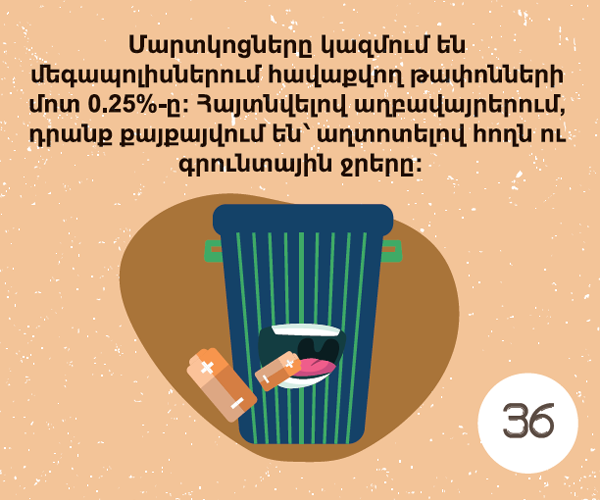 Մարտկոցները կազմում են
մեգապոլիսներում հավաքվող թափոնների
մոտ 0.25%-ը: Հայտնվելով աղբավայրերում,
դրանք քայքայվում են՝ աղտոտելով հողն ու
գրունտային ջրերը:
36